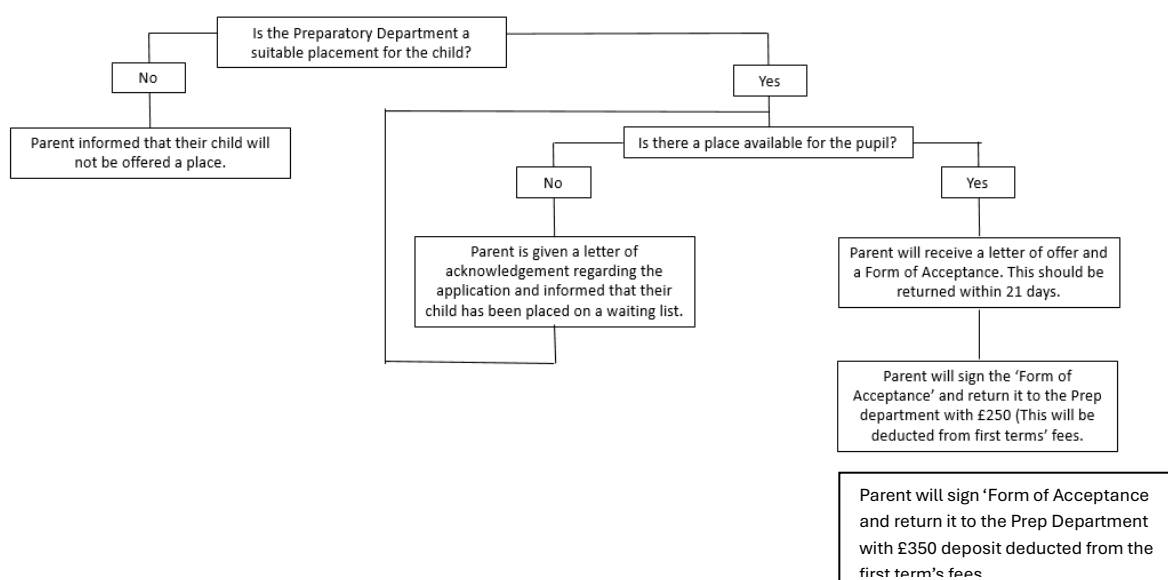 Is the Preparatory Department a
suitable placement for the child?
No
Yes
Parent informed that their child will
not be offered a place.
Is there a place available for the pupil?
No
Yes
Parent is given a letter of
acknowledgement regarding the
application and informed that their
child has been placed on a waiting list.
Parent will receive a letter of offer and
a Form of Acceptance. This should be
returned within 21 days.
Parent will sign the ‘Form of
Acceptance’ and return it to the Prep
department with £250 (This will be
deducted from first terms’ fees.
Parent will sign ‘Form of Acceptance
and return it to the Prep Department
with £350 deposit deducted from the
first term’s fees